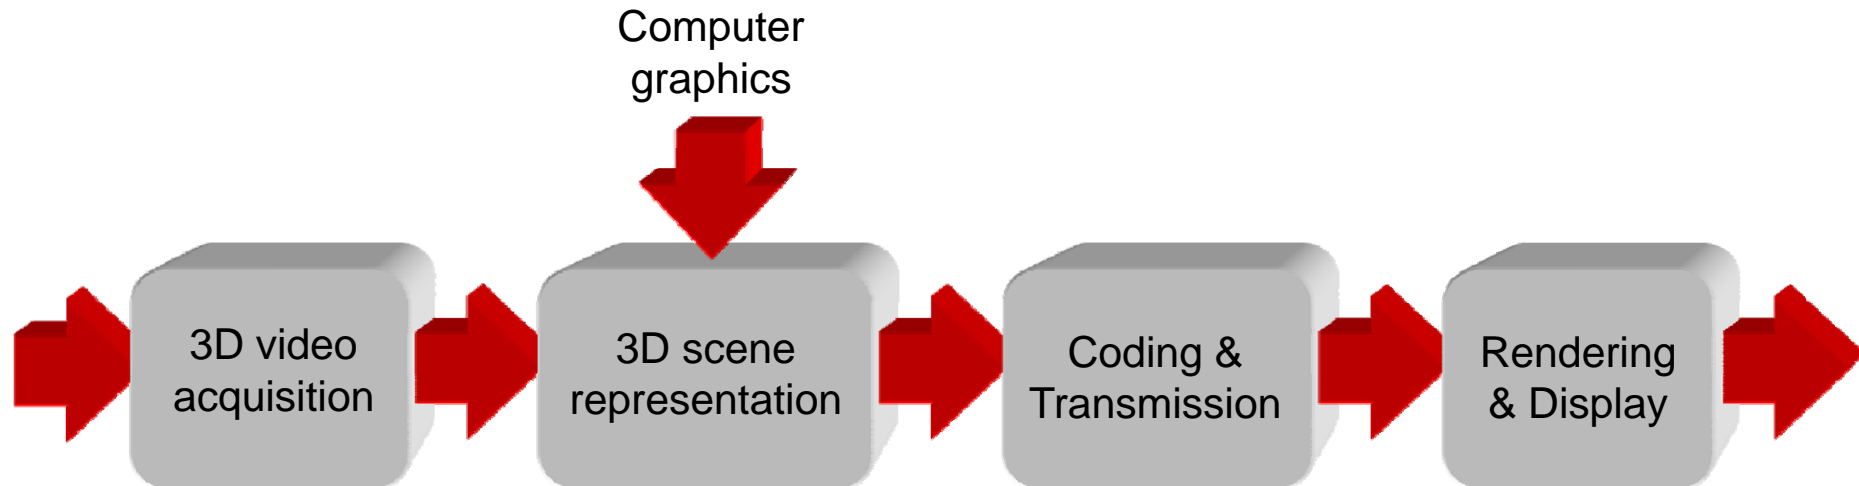 Computer
graphics
3D video
acquisition
3D scene
representation
Coding &
Transmission
Rendering
& Display